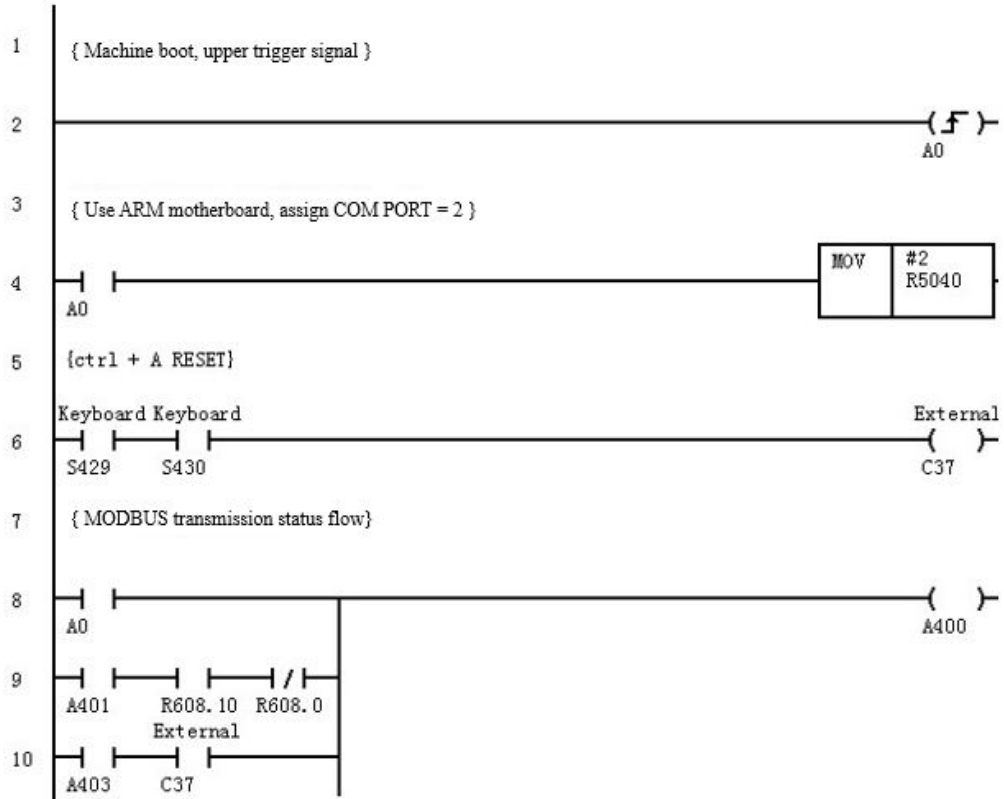 1
{ Machine boot, upper trigger signal }
2
A0
3
{ Use ARM motherboard, assign COM PORT = 2 }
MOV #2
4
R5040
A0
5
{ctrl + A RESET}
Keyboard Keyboard External
6
S429 S430 C37
7
{ MODBUS transmission status flow}
8
A0 A400
9
A401 R608.10 R608.0
External
10
A403 C37